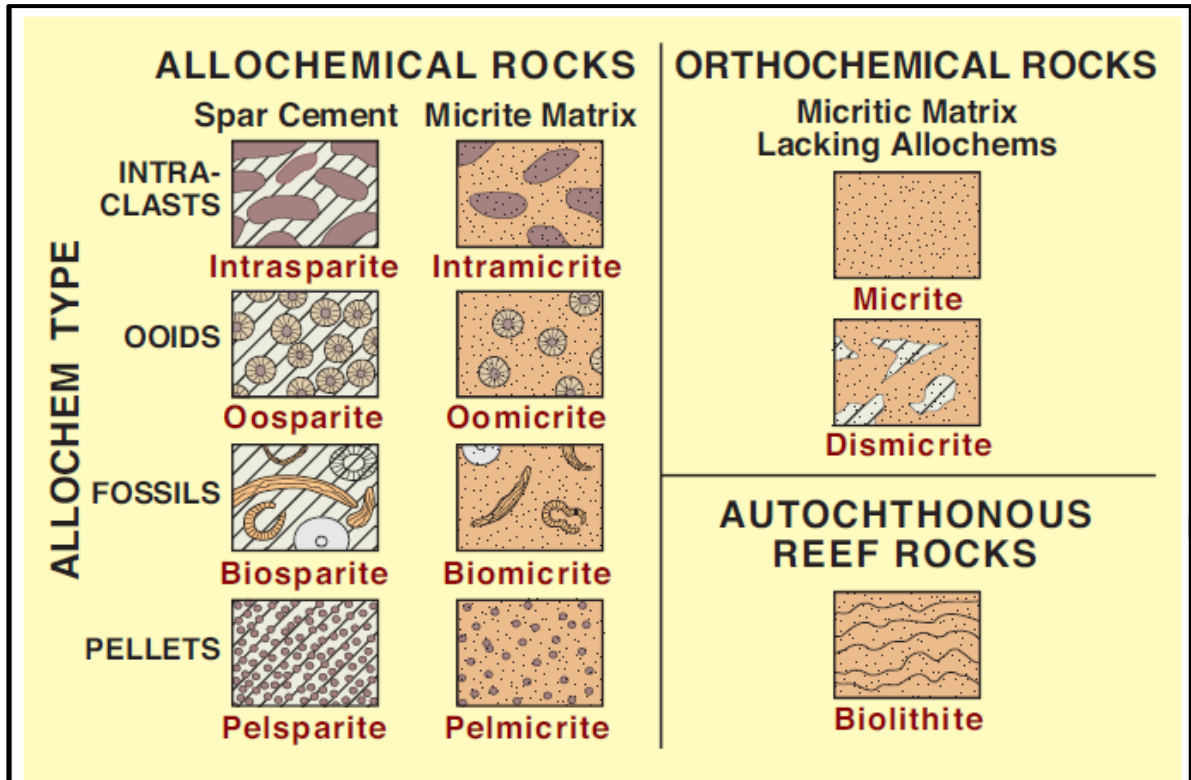 ALLOCHEMICAL ROCKS
Spar Cement Micrite Matrix
ALLOCHEM TYPE
INTRA-
CLASTS
Intrasparite Intramicrite
OOIDS
Oosparite Oomicrite
FOSSILS
Biosparite Biomicrite
PELLETS
Pelsparite Pelmicrite
ORTHOCHEMICAL ROCKS
Micritic Matrix
Lacking Allochems
Micrite
Dismicrite
AUTOCHTHONOUS
REEF ROCKS
Biolithite